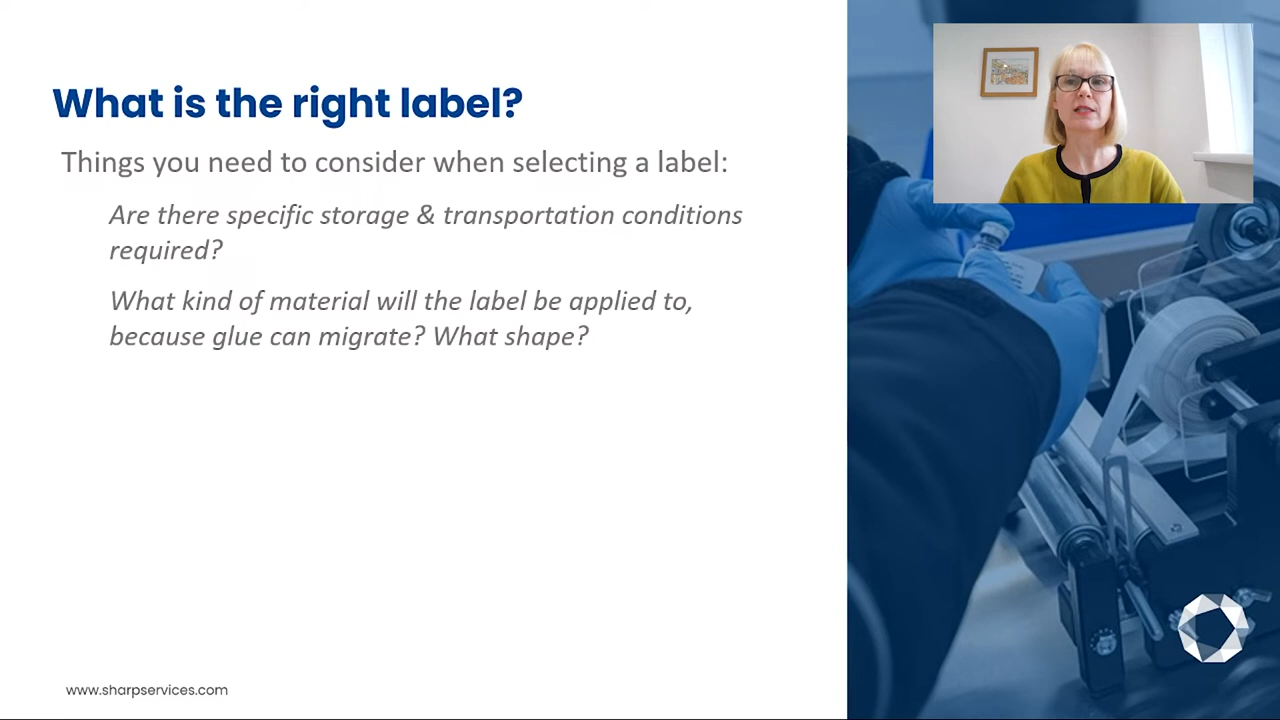 What is the right label?
Things you need to consider when selecting a label:
Are there specific storage & transportation conditions
required?
What kind of material will the label be applied to,
because glue can migrate? What shape?
www.sharpservices.com